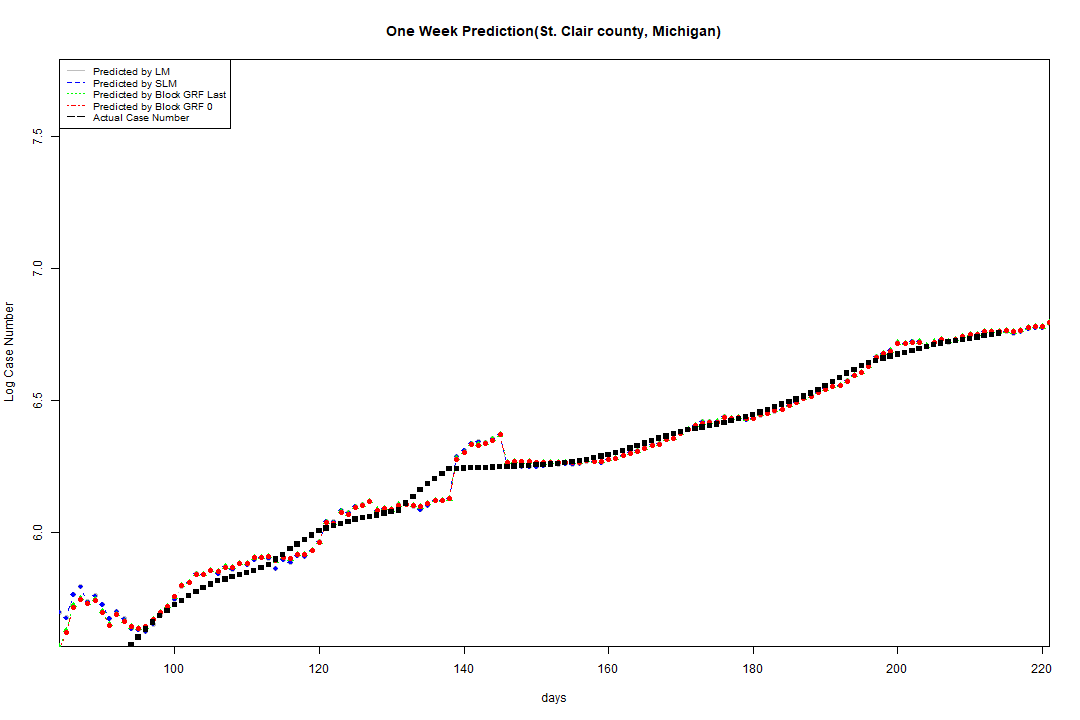 One Week Prediction(St. Clair county, Michigan)
Predicted by LM
Predicted by SLM
Predicted by Block GRF Last
Predicted by Block GRF 0
Actual Case Number
7.5
7.0
6.5
6.0
Log Case Number
100 120 140 160 180 200 220
days